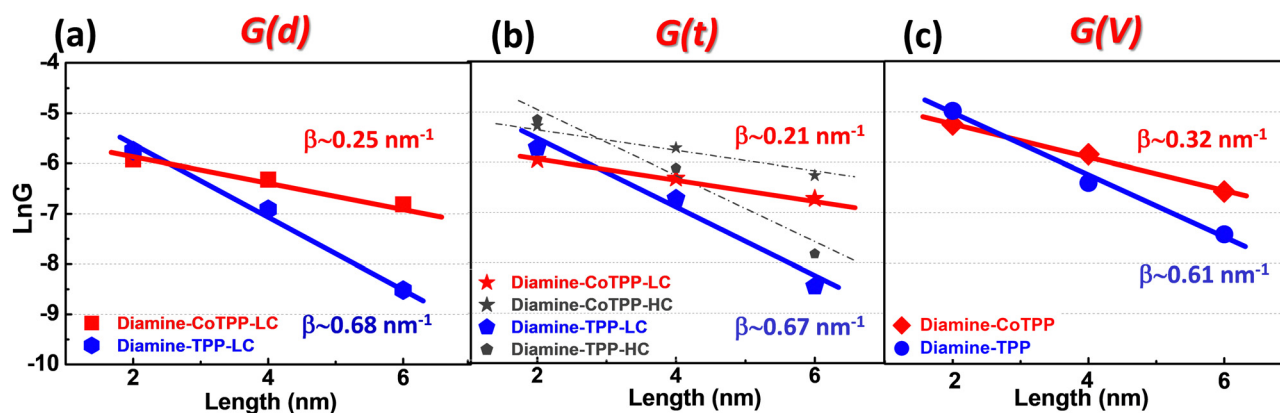 (a)
G(d)
(b)
G(t)
(c)
G(V)
-4
-5
-6
-7
-8
-9
-10
LnG
β~0.25 nm⁻¹
β~0.68 nm⁻¹
Diamine-CoTPP-LC
Diamine-TPP-LC
2
4
6
Length (nm)
β~0.21 nm⁻¹
β~0.67 nm⁻¹
Diamine-CoTPP-LC
Diamine-CoTPP-HC
Diamine-TPP-LC
Diamine-TPP-HC
2
4
6
Length (nm)
β~0.32 nm⁻¹
β~0.61 nm⁻¹
Diamine-CoTPP
Diamine-TPP
2
4
6
Length (nm)